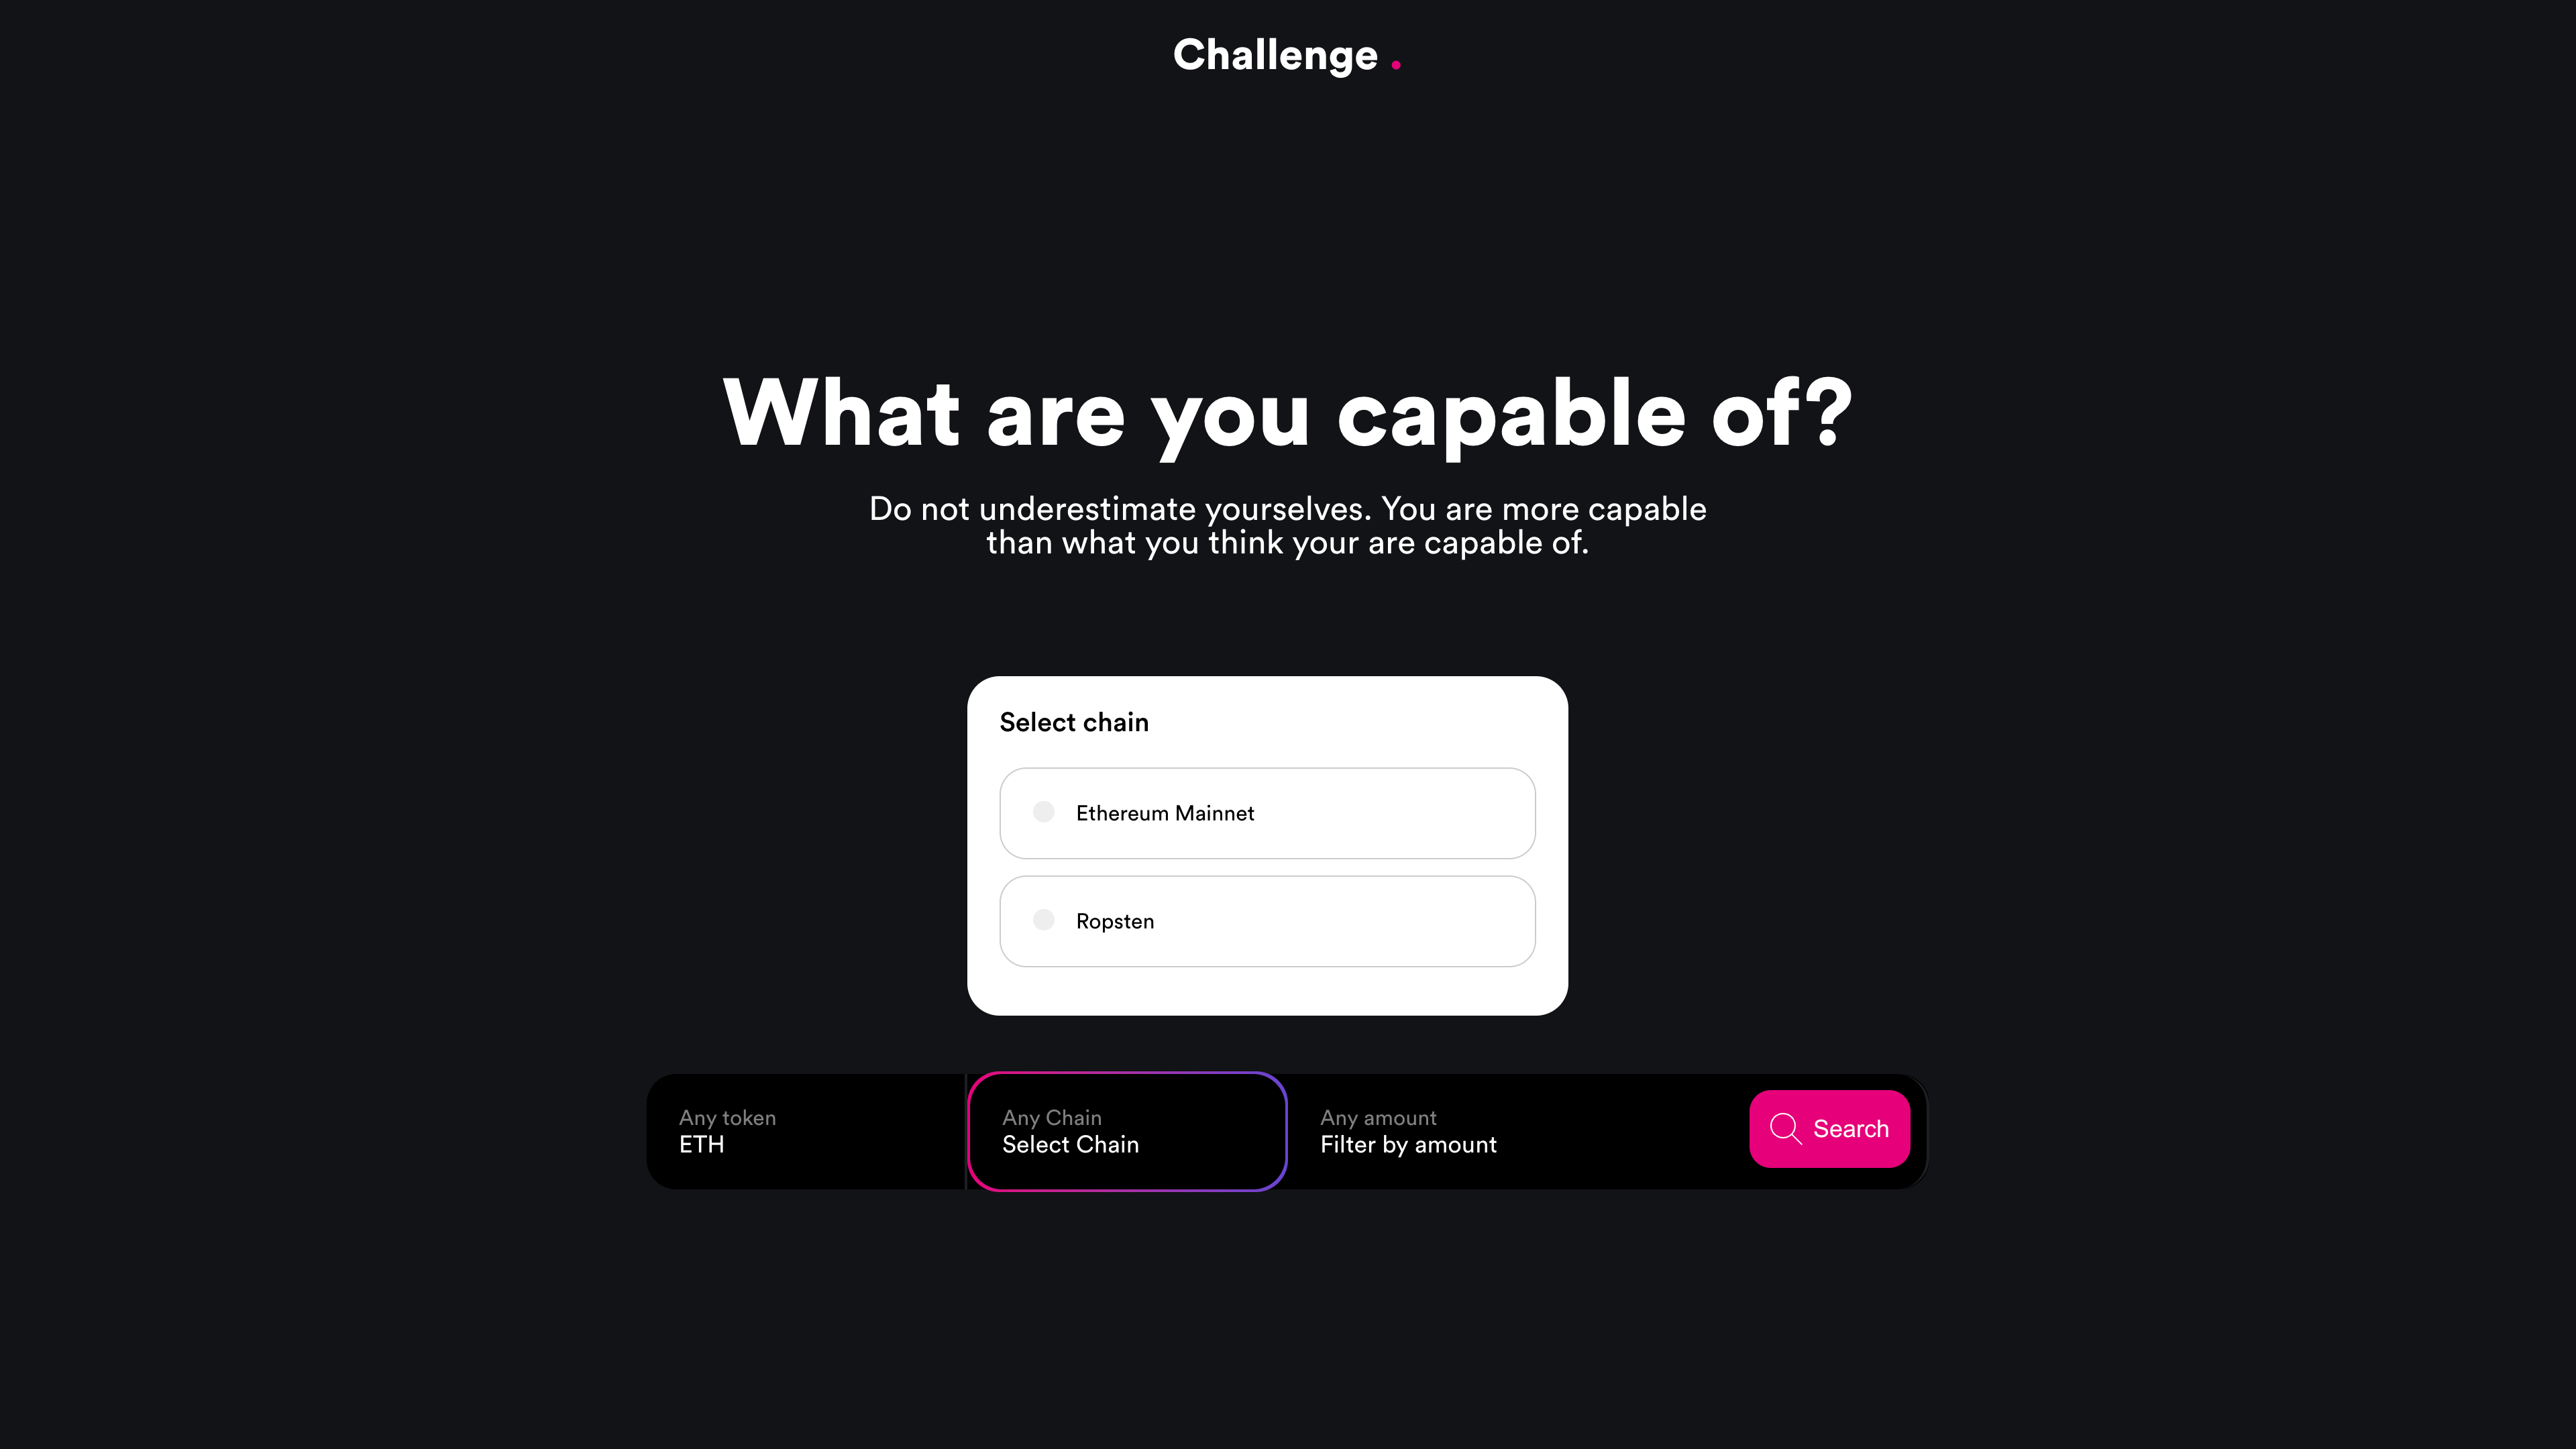 Challenge .
What are you capable of?
Do not underestimate yourselves. You are more capable
than what you think your are capable of.
Select chain
Ethereum Mainnet
Ropsten
Any token
ETH
Any Chain
Select Chain
Any amount
Filter by amount
Search